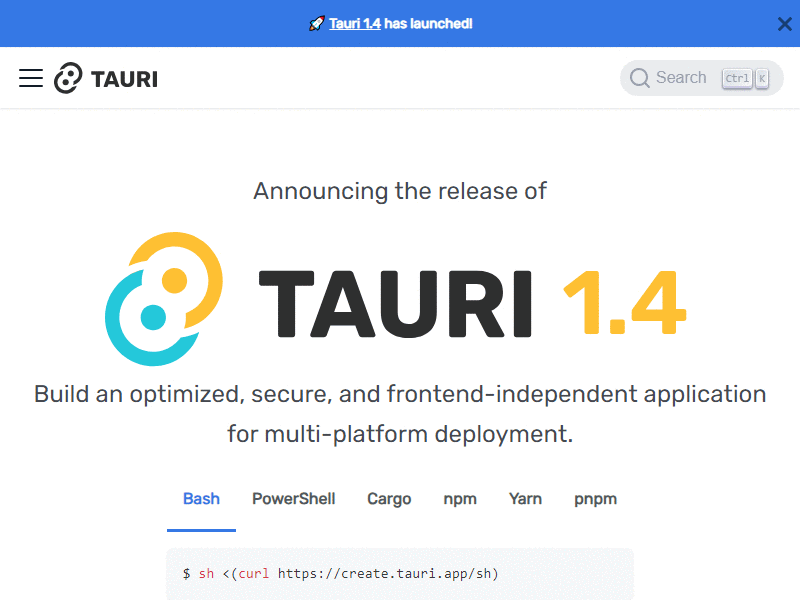 🚀 Tauri 1.4 has launched!
TAURI
Search Ctrl K
Announcing the release of
TAURI 1.4
Build an optimized, secure, and frontend-independent application
for multi-platform deployment.
Bash PowerShell Cargo npm Yarn pnpm
$ sh <(curl https://create.tauri.app/sh)